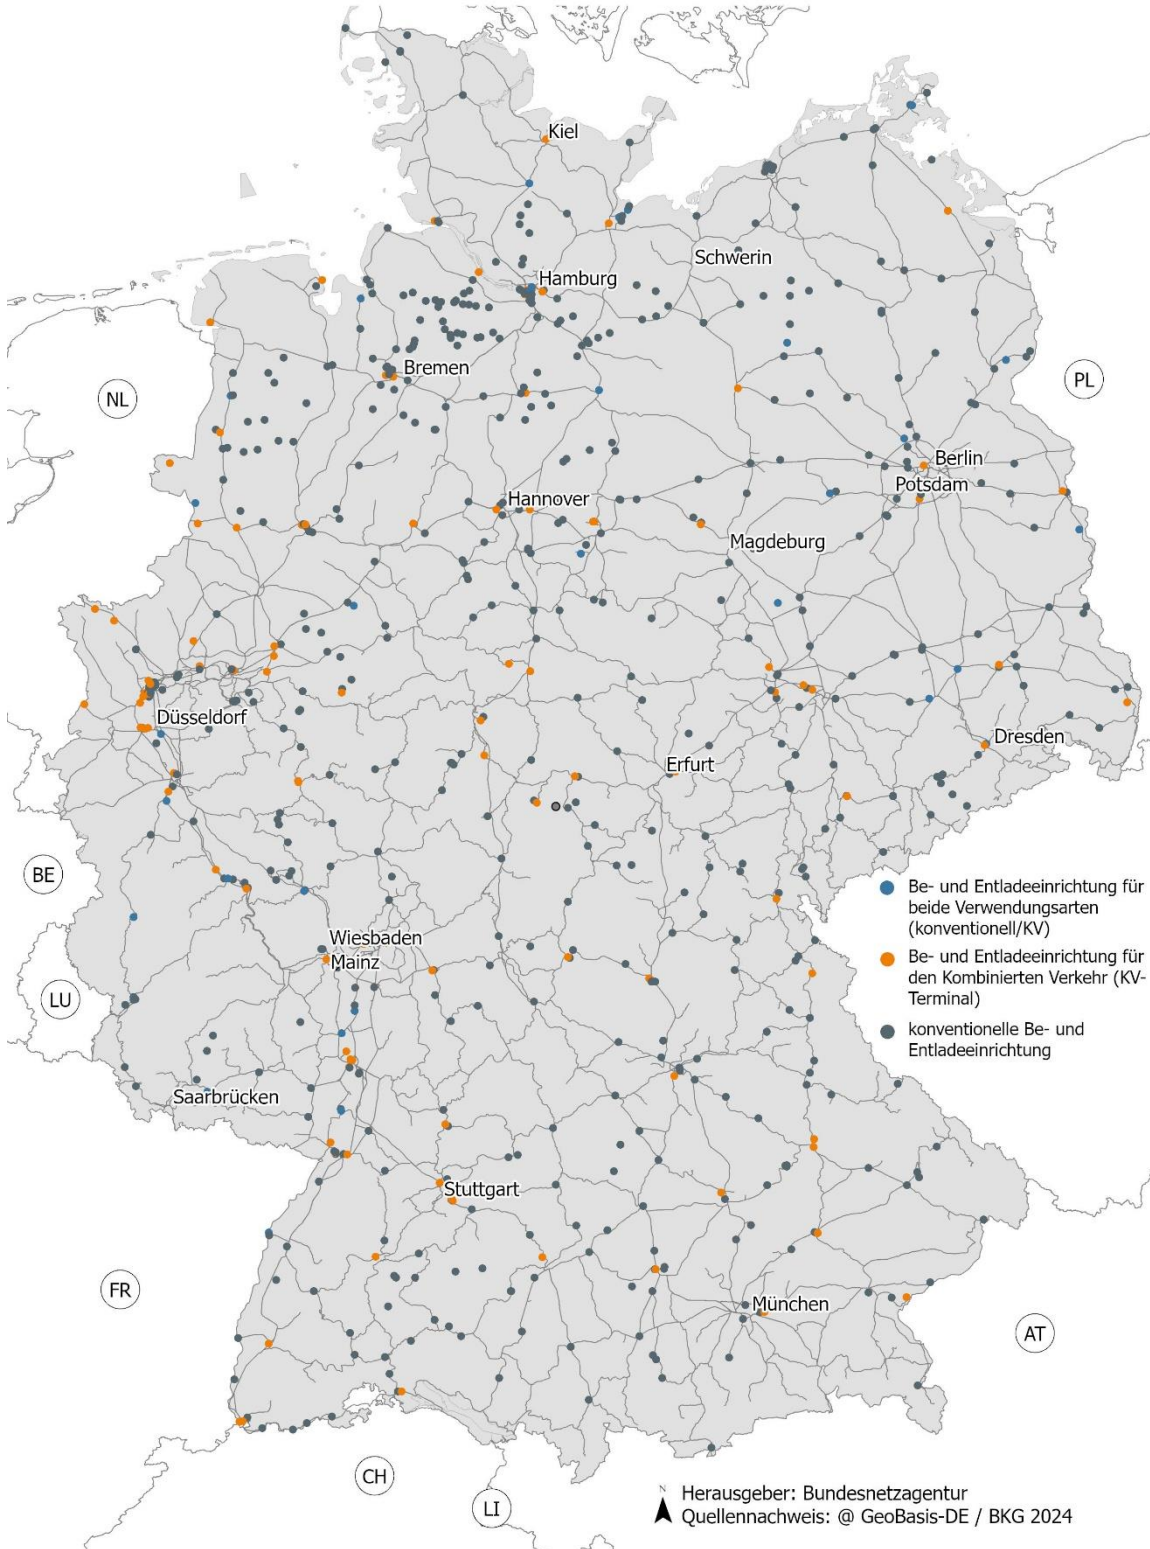 Kiel
Schwerin
Hamburg
Bremen
NL
PL
Berlin
Potsdam
Hannover
Magdeburg
Düsseldorf
Dresden
Erfurt
BE
Be- und Entladeeinrichtung für
beide Verwendungsarten
(konventionell/KV)
Wiesbaden
Mainz
Be- und Entladeeinrichtung für
den Kombinierten Verkehr (KV-
Terminal)
LU
konventionelle Be- und
Entladeeinrichtung
Saarbrücken
Stuttgart
FR
München
AT
CH
LI
N
Herausgeber: Bundesnetzagentur
Quellennachweis: @ GeoBasis-DE / BKG 2024